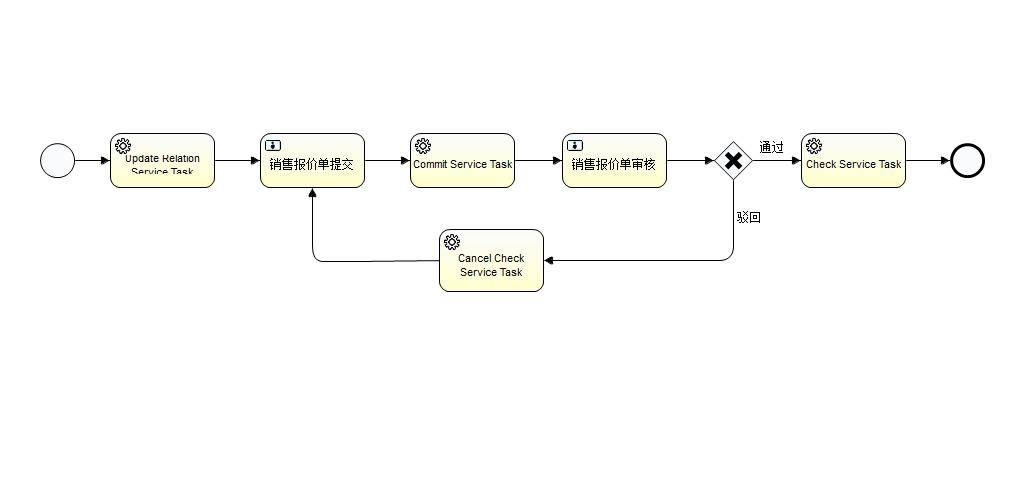 Update Relation
Service Task
销售报价单提交
Commit Service Task
销售报价单审核
通过
Check Service Task
驳回
Cancel Check
Service Task